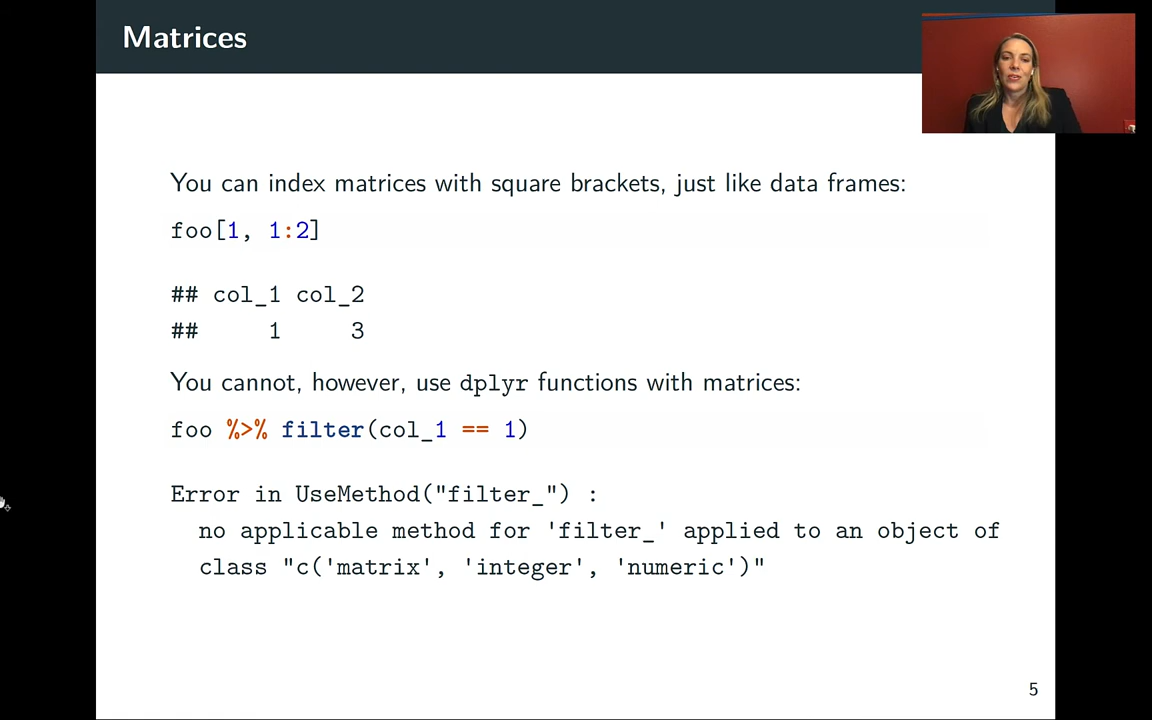 Matrices
You can index matrices with square brackets, just like data frames:
foo[1, 1:2]
## col_1 col_2
##     1     3
You cannot, however, use dplyr functions with matrices:
foo %>% filter(col_1 == 1)
Error in UseMethod("filter_") :
  no applicable method for 'filter_' applied to an object of
  class "c('matrix', 'integer', 'numeric')"
5